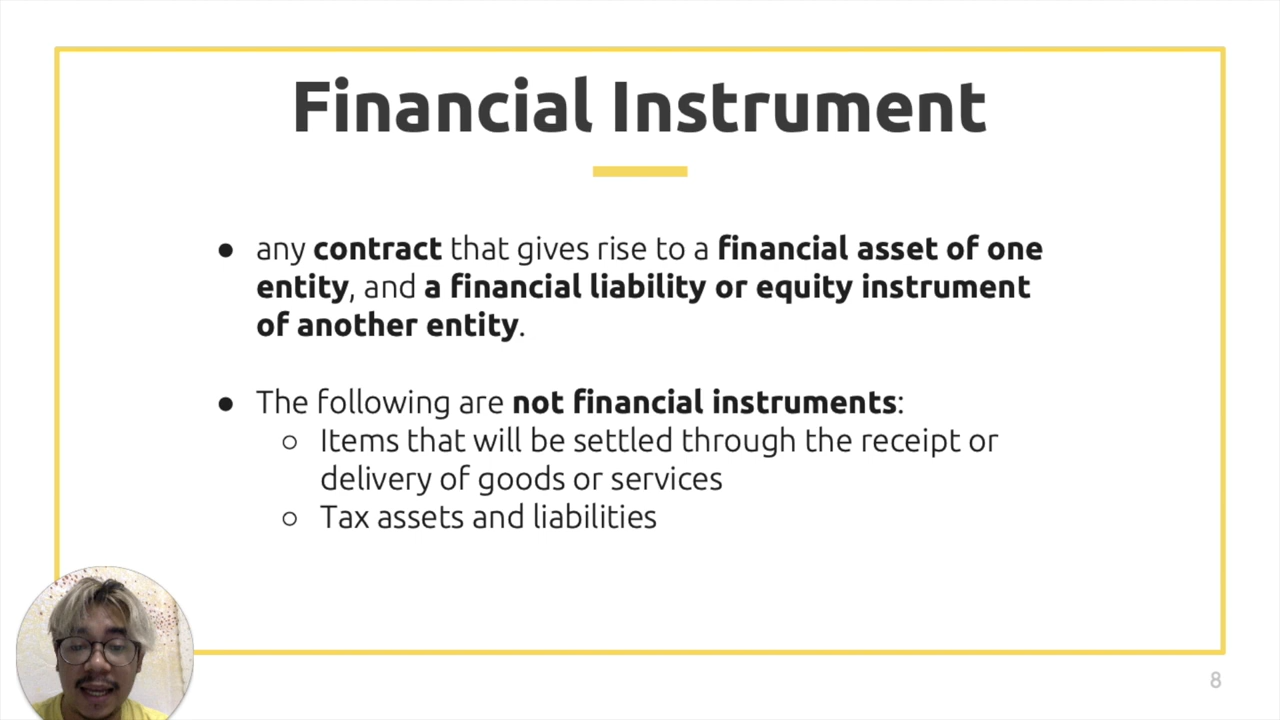 Financial Instrument
● any contract that gives rise to a financial asset of one
entity, and a financial liability or equity instrument
of another entity.
● The following are not financial instruments:
○ Items that will be settled through the receipt or
delivery of goods or services
○ Tax assets and liabilities
8